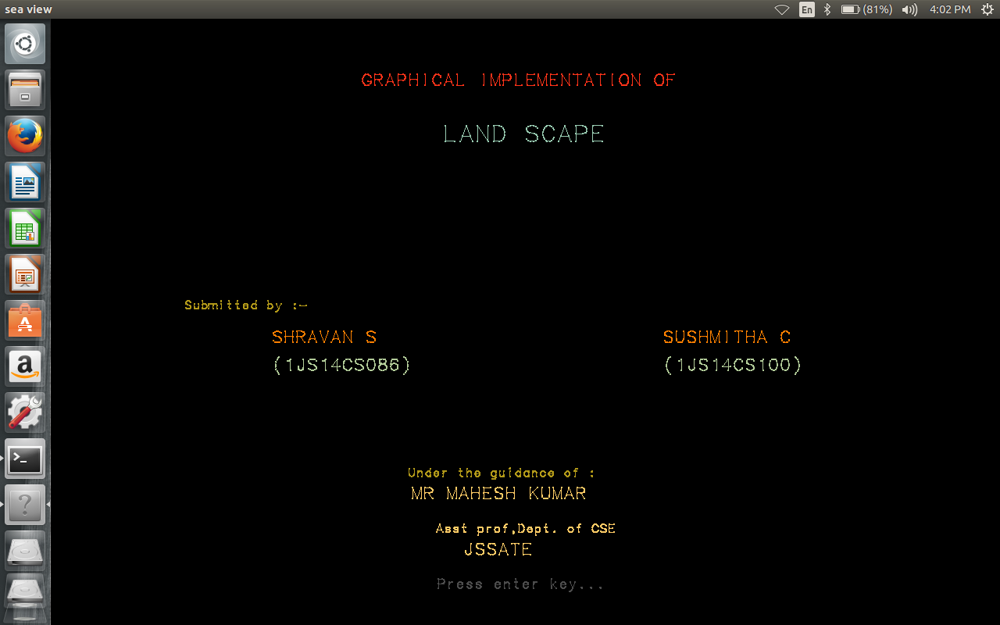 sea view
En
(81%)
4:02 PM
GRAPHICAL IMPLEMENTATION OF
LAND SCAPE
Submitted by :-
SHRAVAN S
SUSHMITHA C
(1JS14CS086)
(1JS14CS100)
Under the guidance of :
MR MAHESH KUMAR
Asst prof,Dept. of CSE
JSSATE
Press enter key...